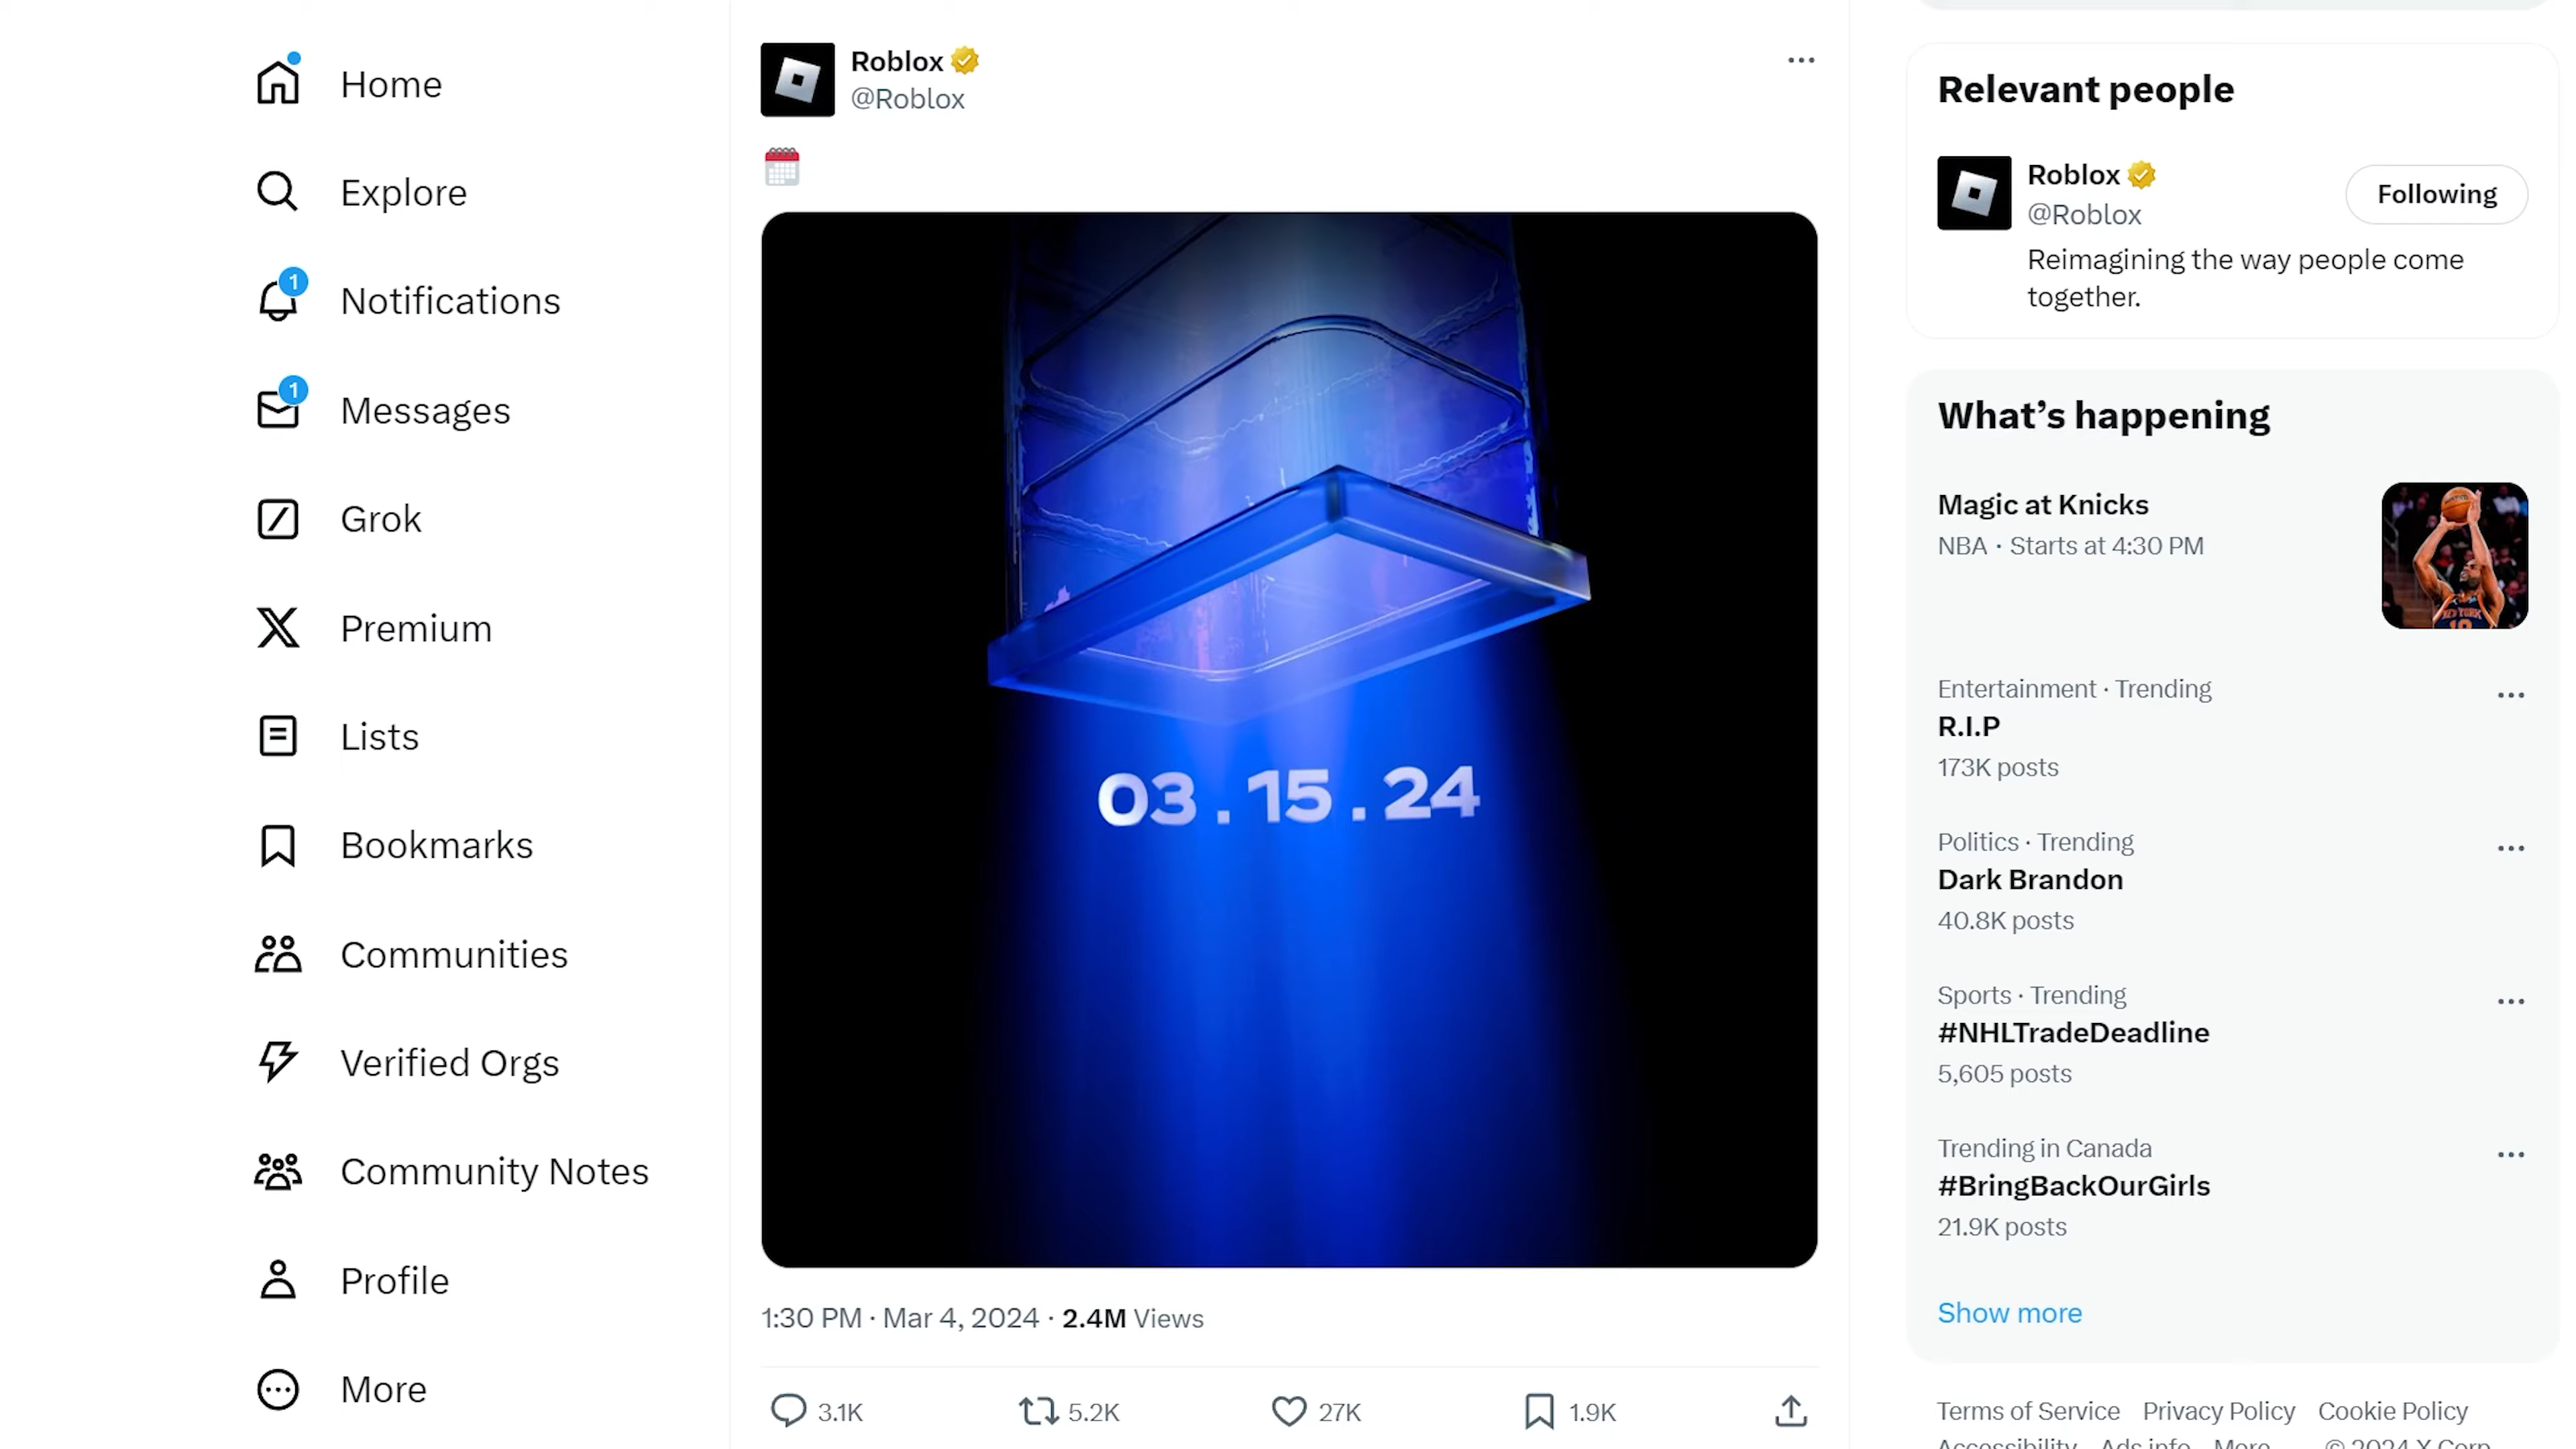 Home
Explore
1
Notifications
1
Messages
Grok
Premium
Lists
Bookmarks
Communities
Verified Orgs
Community Notes
Profile
More
Roblox
@Roblox
03.15.24
1:30 PM · Mar 4, 2024 · 2.4M Views
3.1K 5.2K 27K 1.9K
Relevant people
Roblox
@Roblox
Following
Reimagining the way people come
together.
What’s happening
Magic at Knicks
NBA · Starts at 4:30 PM
NEW YORK
Entertainment · Trending
R.I.P
173K posts
Politics · Trending
Dark Brandon
40.8K posts
Sports · Trending
#NHLTradeDeadline
5,605 posts
Trending in Canada
#BringBackOurGirls
21.9K posts
Show more
Terms of Service Privacy Policy Cookie Policy
Accessibility Ads info More © 2024 X Corp.